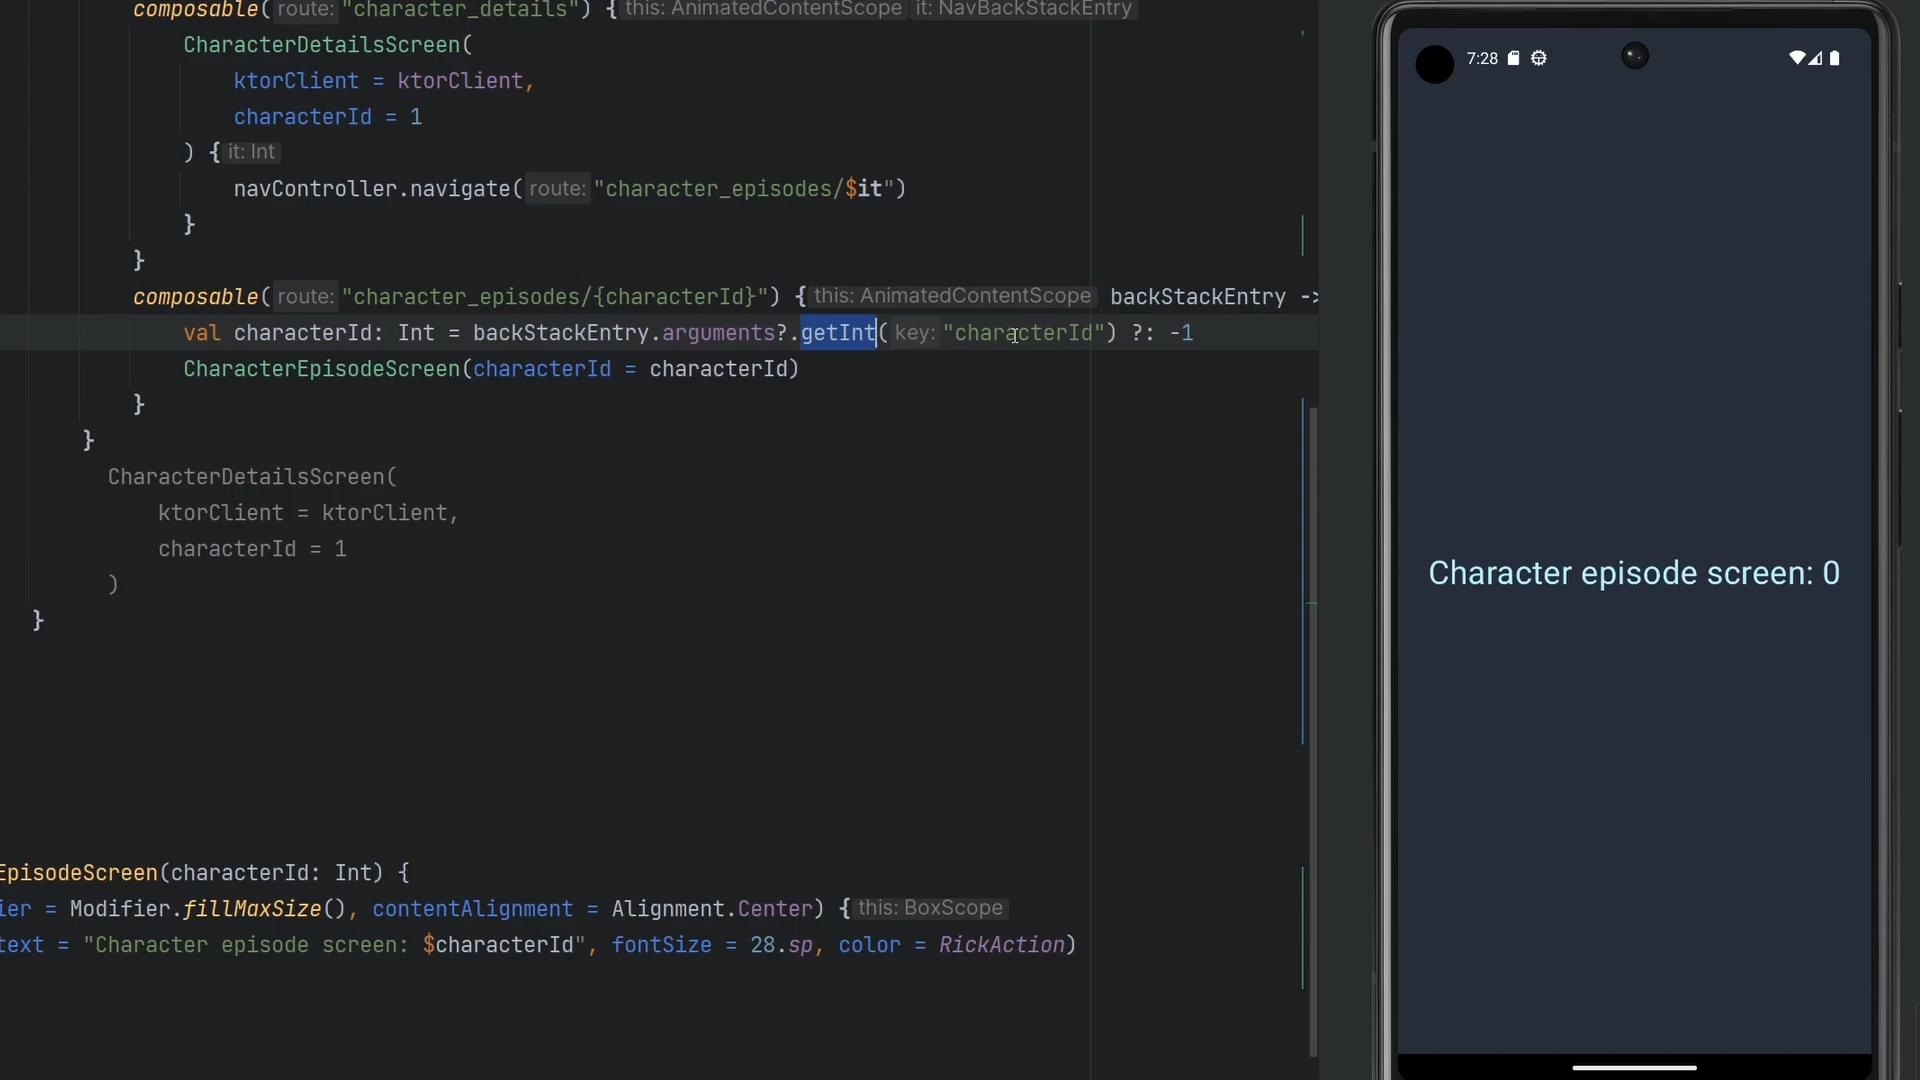 composable( route: "character_details") { this: AnimatedContentScope it: NavBackStackEntry
CharacterDetailsScreen(
ktorClient = ktorClient,
characterId = 1
) { it: Int
navController.navigate( route: "character_episodes/$it")
}
}
composable( route: "character_episodes/{characterId}") { this: AnimatedContentScope backStackEntry ->
val characterId: Int = backStackEntry.arguments?.getInt( key: "characterId") ?: -1
CharacterEpisodeScreen(characterId = characterId)
}
}
CharacterDetailsScreen(
ktorClient = ktorClient,
characterId = 1
)
}
EpisodeScreen(characterId: Int) {
ier = Modifier.fillMaxSize(), contentAlignment = Alignment.Center) { this: BoxScope
text = "Character episode screen: $characterId", fontSize = 28.sp, color = RickAction)
7:28
Character episode screen: 0